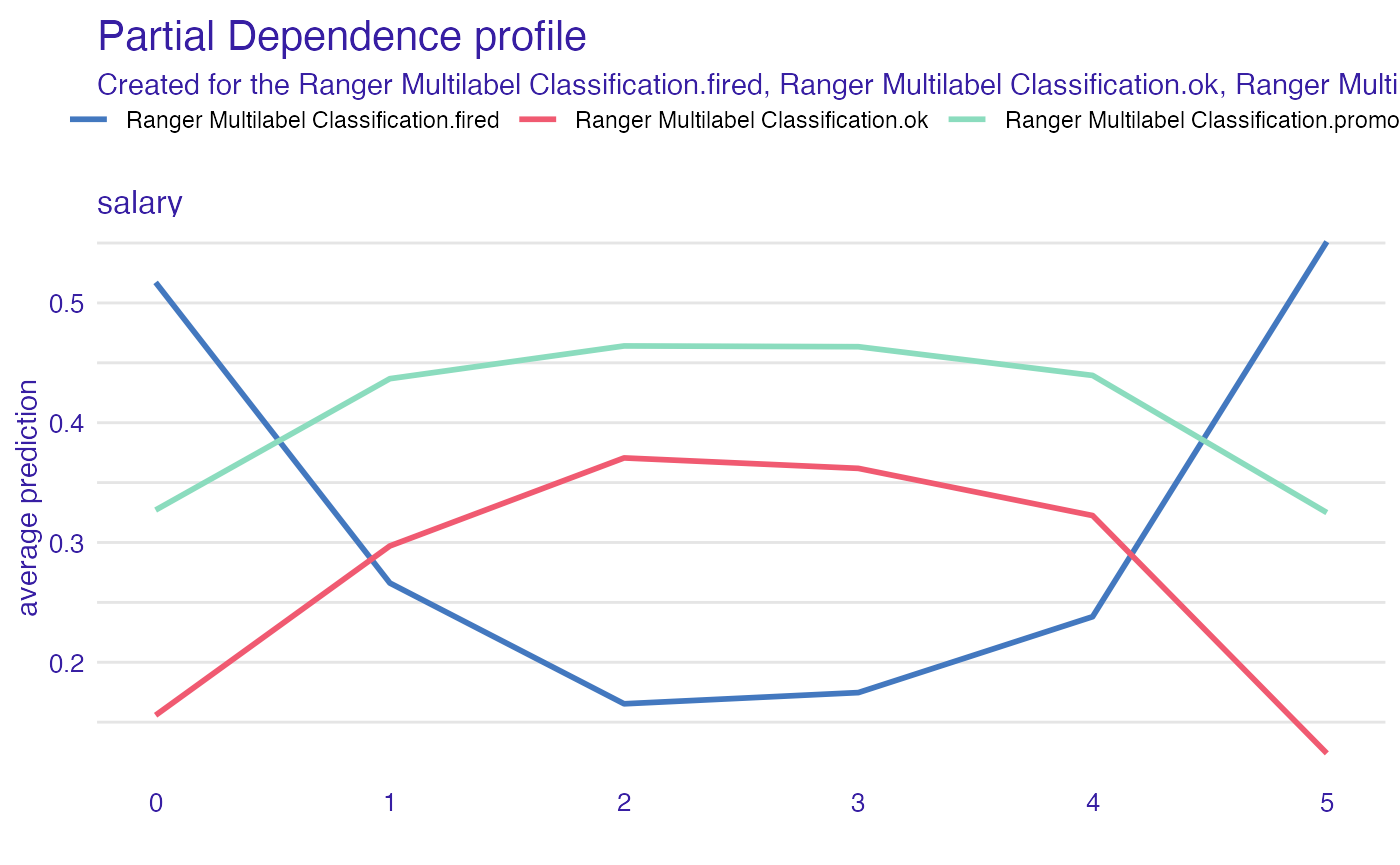 Partial Dependence profile
Created for the Ranger Multilabel Classification.fired, Ranger Multilabel Classification.ok, Ranger Multi
Ranger Multilabel Classification.fired Ranger Multilabel Classification.ok Ranger Multilabel Classification.promo
salary
0.5
0.4
0.3
0.2
average prediction
0 1 2 3 4 5